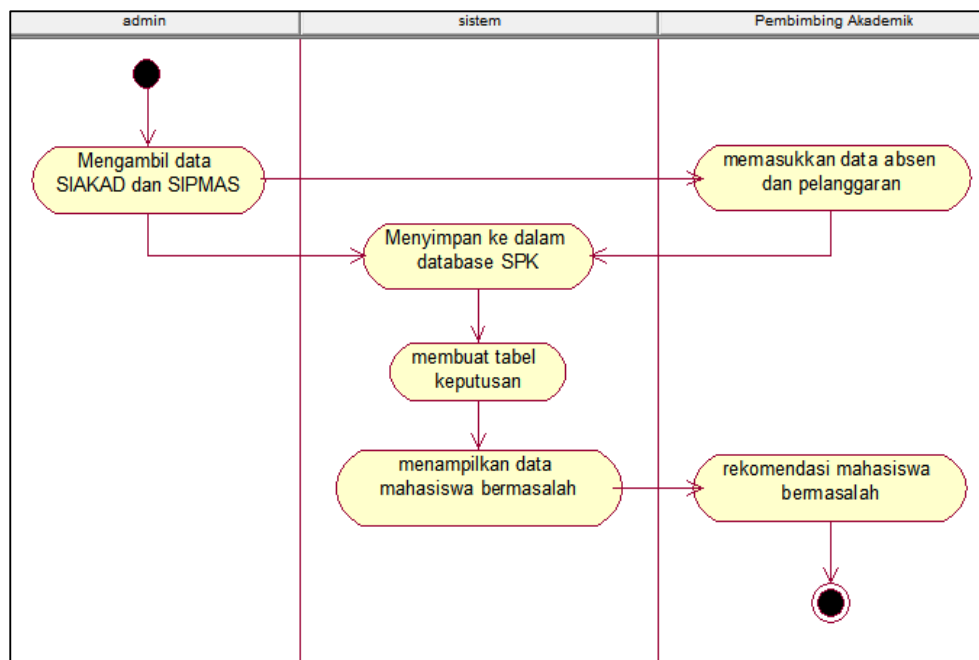 admin
sistem
Pembimbing Akademik
Mengambil data
SIAKAD dan SIPMAS
memasukkan data absen
dan pelanggaran
Menyimpan ke dalam
database SPK
membuat tabel
keputusan
menampilkan data
mahasiswa bermasalah
rekomendasi mahasiswa
bermasalah